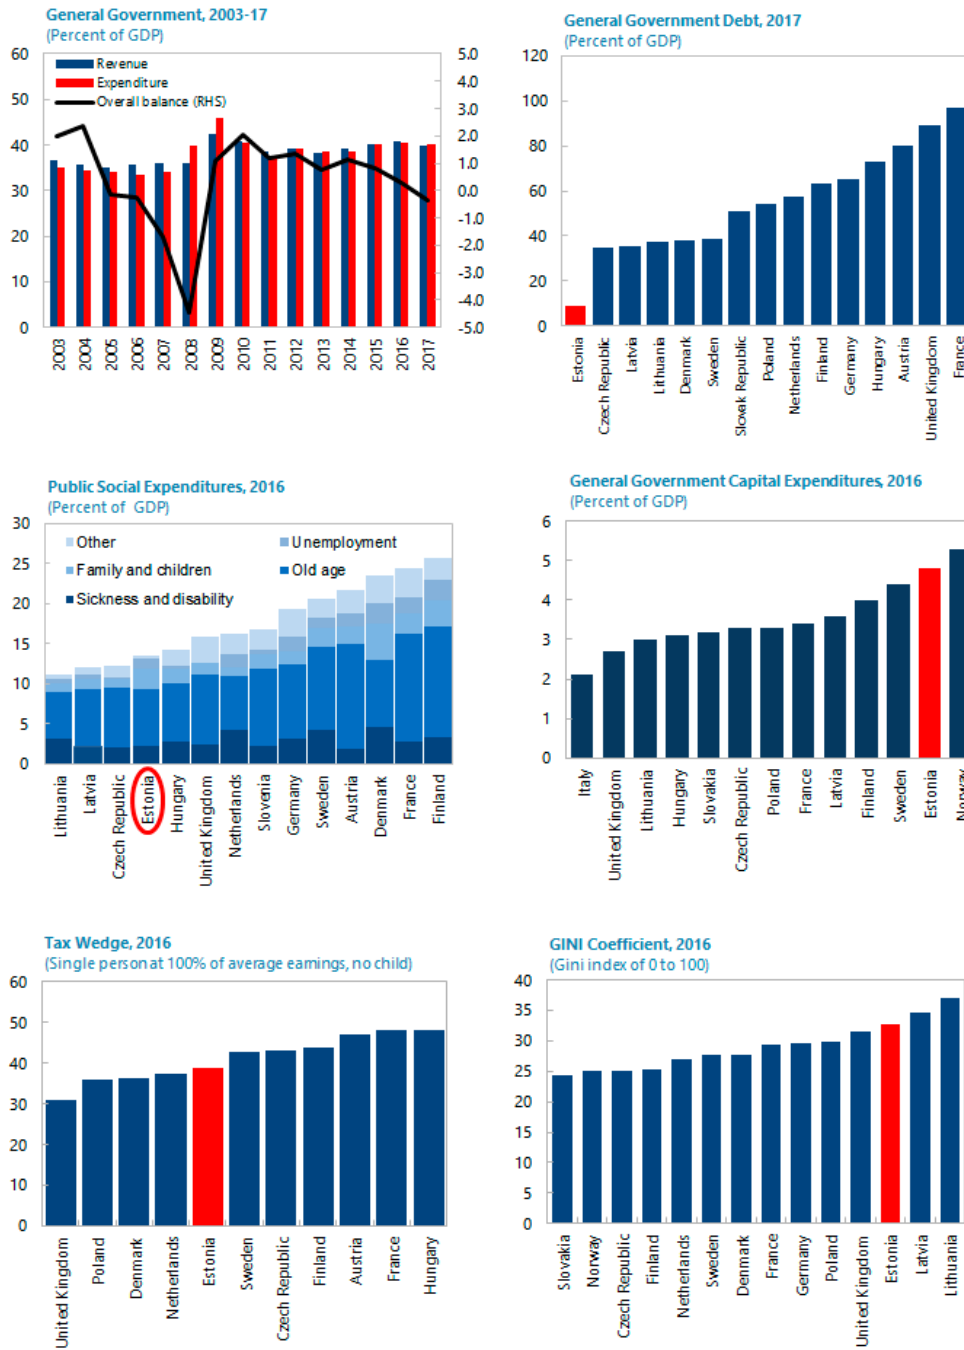 General Government, 2003-17
(Percent of GDP)
60
50
40
30
20
10
0
Revenue
Expenditure
Overall balance (RHS)
5.0
4.0
3.0
2.0
1.0
0.0
-1.0
-2.0
-3.0
-4.0
-5.0
2003
2004
2005
2006
2007
2008
2009
2010
2011
2012
2013
2014
2015
2016
2017
General Government Debt, 2017
(Percent of GDP)
120
100
80
60
40
20
0
Estonia
Czech Republic
Latvia
Lithuania
Denmark
Sweden
Slovak Republic
Poland
Netherlands
Finland
Germany
Hungary
Austria
United Kingdom
France
Public Social Expenditures, 2016
(Percent of GDP)
30
25
20
15
10
5
0
Other
Unemployment
Family and children
Old age
Sickness and disability
Lithuania
Latvia
Czech Republic
Estonia
Hungary
United Kingdom
Netherlands
Slovenia
Germany
Sweden
Austria
Denmark
France
Finland
General Government Capital Expenditures, 2016
(Percent of GDP)
6
5
4
3
2
1
0
Italy
United Kingdom
Lithuania
Hungary
Slovakia
Czech Republic
Poland
France
Latvia
Finland
Sweden
Estonia
Norway
Tax Wedge, 2016
(Single person at 100% of average earnings, no child)
60
50
40
30
20
10
0
United Kingdom
Poland
Denmark
Netherlands
Estonia
Sweden
Czech Republic
Finland
Austria
France
Hungary
GINI Coefficient, 2016
(Gini index of 0 to 100)
40
35
30
25
20
15
10
5
0
Slovakia
Norway
Czech Republic
Finland
Netherlands
Sweden
Denmark
France
Germany
Poland
United Kingdom
Estonia
Latvia
Lithuania